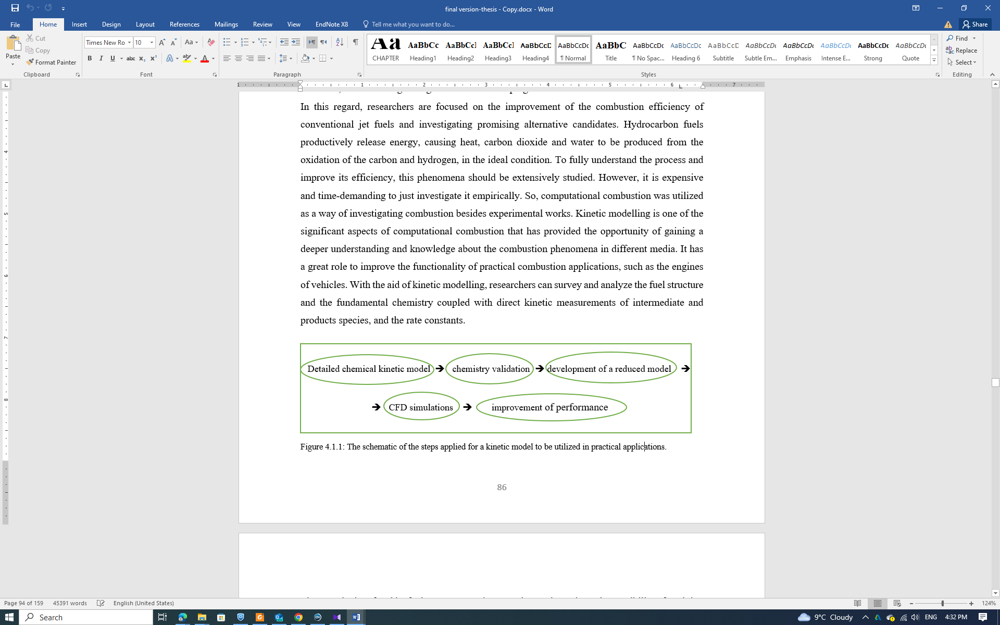 final version-thesis - Copy.docx - Word
File Home Insert Design Layout References Mailings Review View EndNote X8 Tell me what you want to do... Share
Paste Cut Copy Format Painter Clipboard
Times New Ro 10 Font
Paragraph
Aa AaBbCc AaBbCcI AaBbCcI AaBbCcD AaBbCcDc AaBbC AaBbCcDc AaBbCcDc AaBbCcD AaBbCcDc AaBbCcDc AaBbCcDc AaBbCcDc AaBbCcDc
CHAPTER Heading1 Heading2 Heading3 Heading4 ¶ Normal Title ¶ No Spac... Heading 6 Subtitle Subtle Em... Emphasis Intense E... Strong Quote
Styles
Find
Replace
Select
Editing
1 1 2 3 4 5 6 7
In this regard, researchers are focused on the improvement of the combustion efficiency of
conventional jet fuels and investigating promising alternative candidates. Hydrocarbon fuels
productively release energy, causing heat, carbon dioxide and water to be produced from the
oxidation of the carbon and hydrogen, in the ideal condition. To fully understand the process and
improve its efficiency, this phenomena should be extensively studied. However, it is expensive
and time-demanding to just investigate it empirically. So, computational combustion was utilized
as a way of investigating combustion besides experimental works. Kinetic modelling is one of the
significant aspects of computational combustion that has provided the opportunity of gaining a
deeper understanding and knowledge about the combustion phenomena in different media. It has
a great role to improve the functionality of practical combustion applications, such as the engines
of vehicles. With the aid of kinetic modelling, researchers can survey and analyze the fuel structure
and the fundamental chemistry coupled with direct kinetic measurements of intermediate and
products species, and the rate constants.
Detailed chemical kinetic model ➔ chemistry validation ➔ development of a reduced model ➔
➔ CFD simulations ➔ improvement of performance
Figure 4.1.1: The schematic of the steps applied for a kinetic model to be utilized in practical applications.
86
Page 94 of 159 45391 words English (United States) 124%
Search 9°C Cloudy ENG 4:32 PM